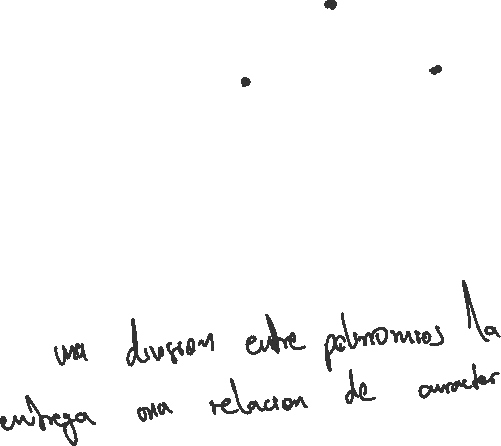 una division entre polinomios la
entrega una relacion de caracter